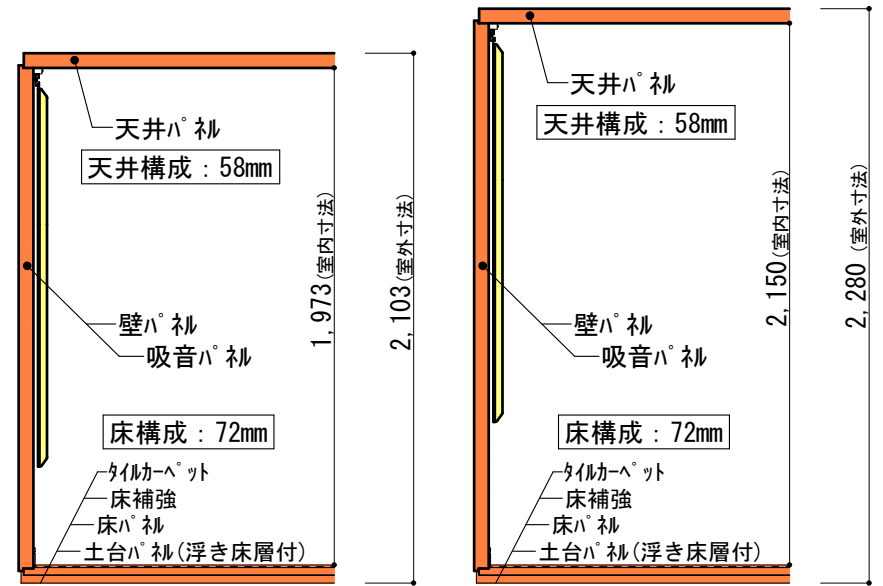 天井ﾊﾟﾈﾙ
天井構成：58mm
1,973(室内寸法)
2,103(室外寸法)
壁ﾊﾟﾈﾙ
吸音ﾊﾟﾈﾙ
床構成：72mm
ﾀｲﾙｶｰﾍﾟｯﾄ
床補強
床ﾊﾟﾈﾙ
土台ﾊﾟﾈﾙ(浮き床層付)
天井ﾊﾟﾈﾙ
天井構成：58mm
2,150(室内寸法)
2,280(室外寸法)
壁ﾊﾟﾈﾙ
吸音ﾊﾟﾈﾙ
床構成：72mm
ﾀｲﾙｶｰﾍﾟｯﾄ
床補強
床ﾊﾟﾈﾙ
土台ﾊﾟﾈﾙ(浮き床層付)